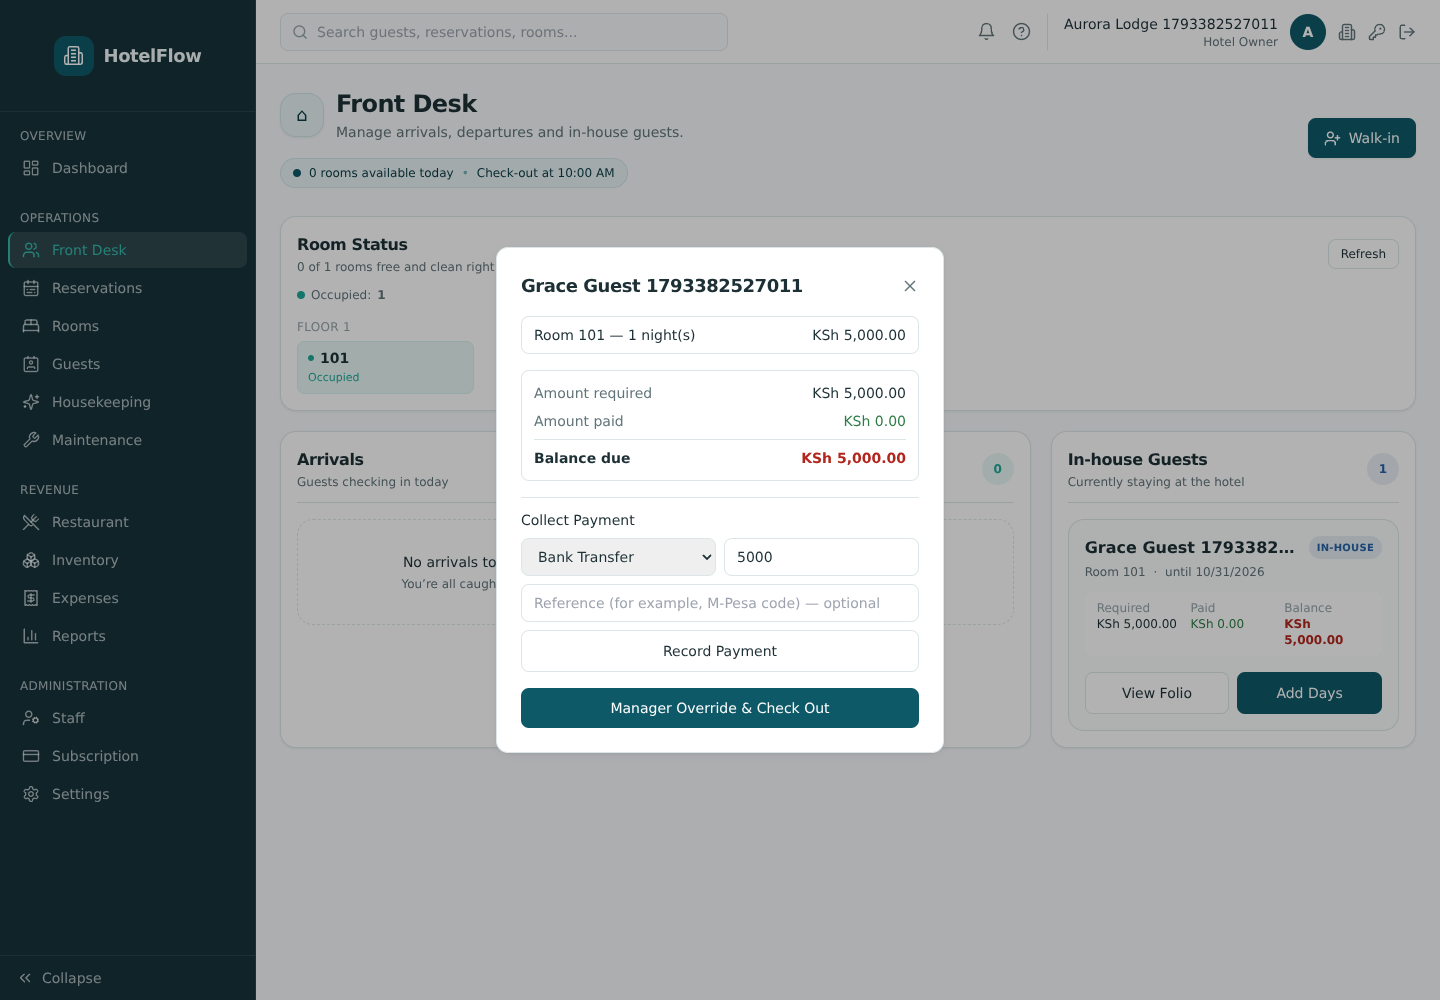 HotelFlow
OVERVIEW
Dashboard
OPERATIONS
Front Desk
Reservations
Rooms
Guests
Housekeeping
Maintenance
REVENUE
Restaurant
Inventory
Expenses
Reports
ADMINISTRATION
Staff
Subscription
Settings
Collapse
Search guests, reservations, rooms...
Aurora Lodge 1793382527011
Hotel Owner
A
Front Desk
Manage arrivals, departures and in-house guests.
0 rooms available today • Check-out at 10:00 AM
Walk-in
Room Status
0 of 1 rooms free and clean right
Refresh
Occupied: 1
FLOOR 1
101
Occupied
Arrivals
Guests checking in today
No arrivals to
You're all caugh
0
In-house Guests
Currently staying at the hotel
1
Grace Guest 1793382...
IN-HOUSE
Room 101 · until 10/31/2026
Required
KSh 5,000.00
Paid
KSh 0.00
Balance
KSh
5,000.00
View Folio
Add Days
Grace Guest 1793382527011
Room 101 — 1 night(s) KSh 5,000.00
Amount required KSh 5,000.00
Amount paid KSh 0.00
Balance due KSh 5,000.00
Collect Payment
Bank Transfer
5000
Reference (for example, M-Pesa code) — optional
Record Payment
Manager Override & Check Out